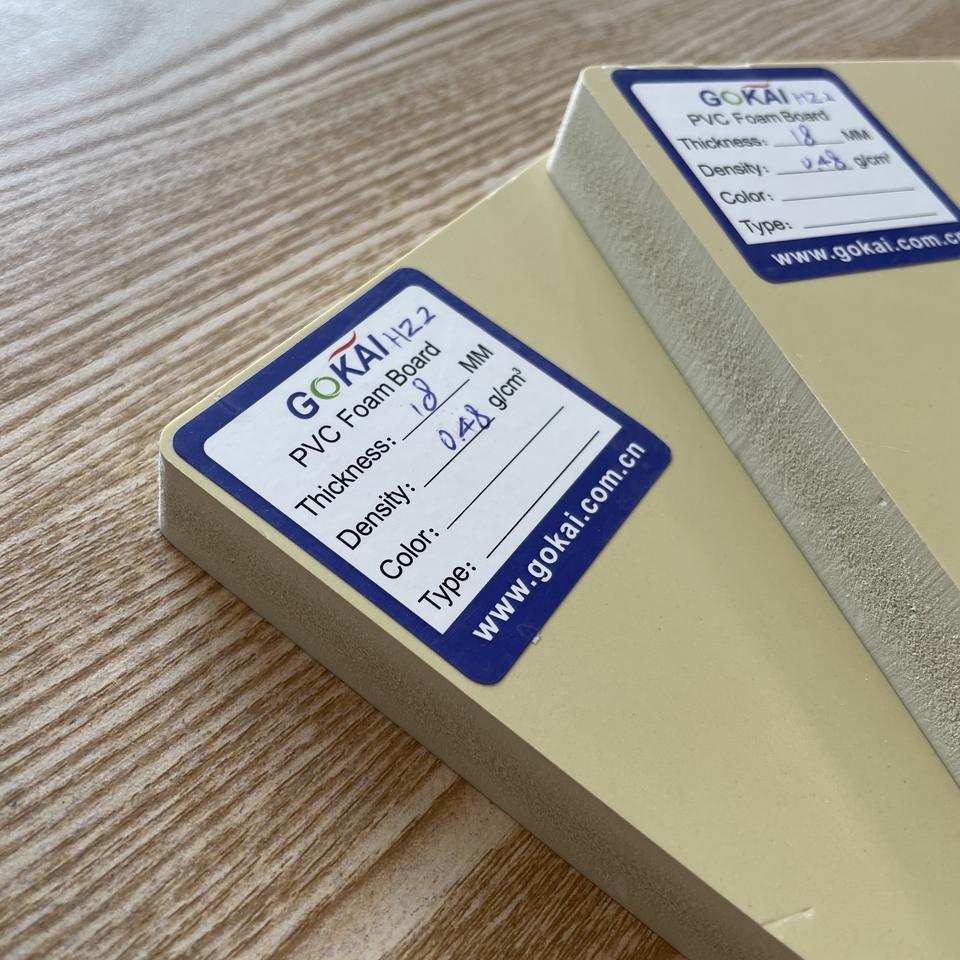 GOKAI HZ2
PVC Foam Board
Thickness: 18 MM
Density: 0.48 g/cm³
Color:
Type:
www.gokai.com.cn
GOKAI HZ2
PVC Foam Board
Thickness: 18 MM
Density: 0.48 g/cm³
Color:
Type:
www.gokai.com.cn